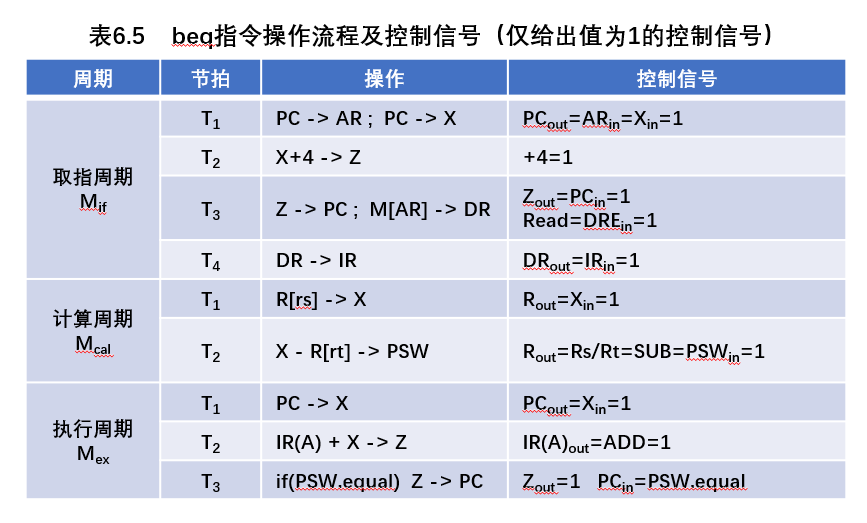 表6.5 beq指令操作流程及控制信号（仅给出值为1的控制信号）
周期 节拍 操作 控制信号
取指周期
Mif
T1 PC -> AR ; PC -> X PCout=ARin=Xin=1
T2 X+4 -> Z +4=1
T3 Z -> PC ; M[AR] -> DR Zout=PCin=1
Read=DREin=1
T4 DR -> IR DRout=IRin=1
计算周期
Mcal
T1 R[rs] -> X Rout=Xin=1
T2 X - R[rt] -> PSW Rout=Rs/Rt=SUB=PSWin=1
执行周期
Mex
T1 PC -> X PCout=Xin=1
T2 IR(A) + X -> Z IR(A)out=ADD=1
T3 if(PSW.equal) Z -> PC Zout=1 PCin=PSW.equal